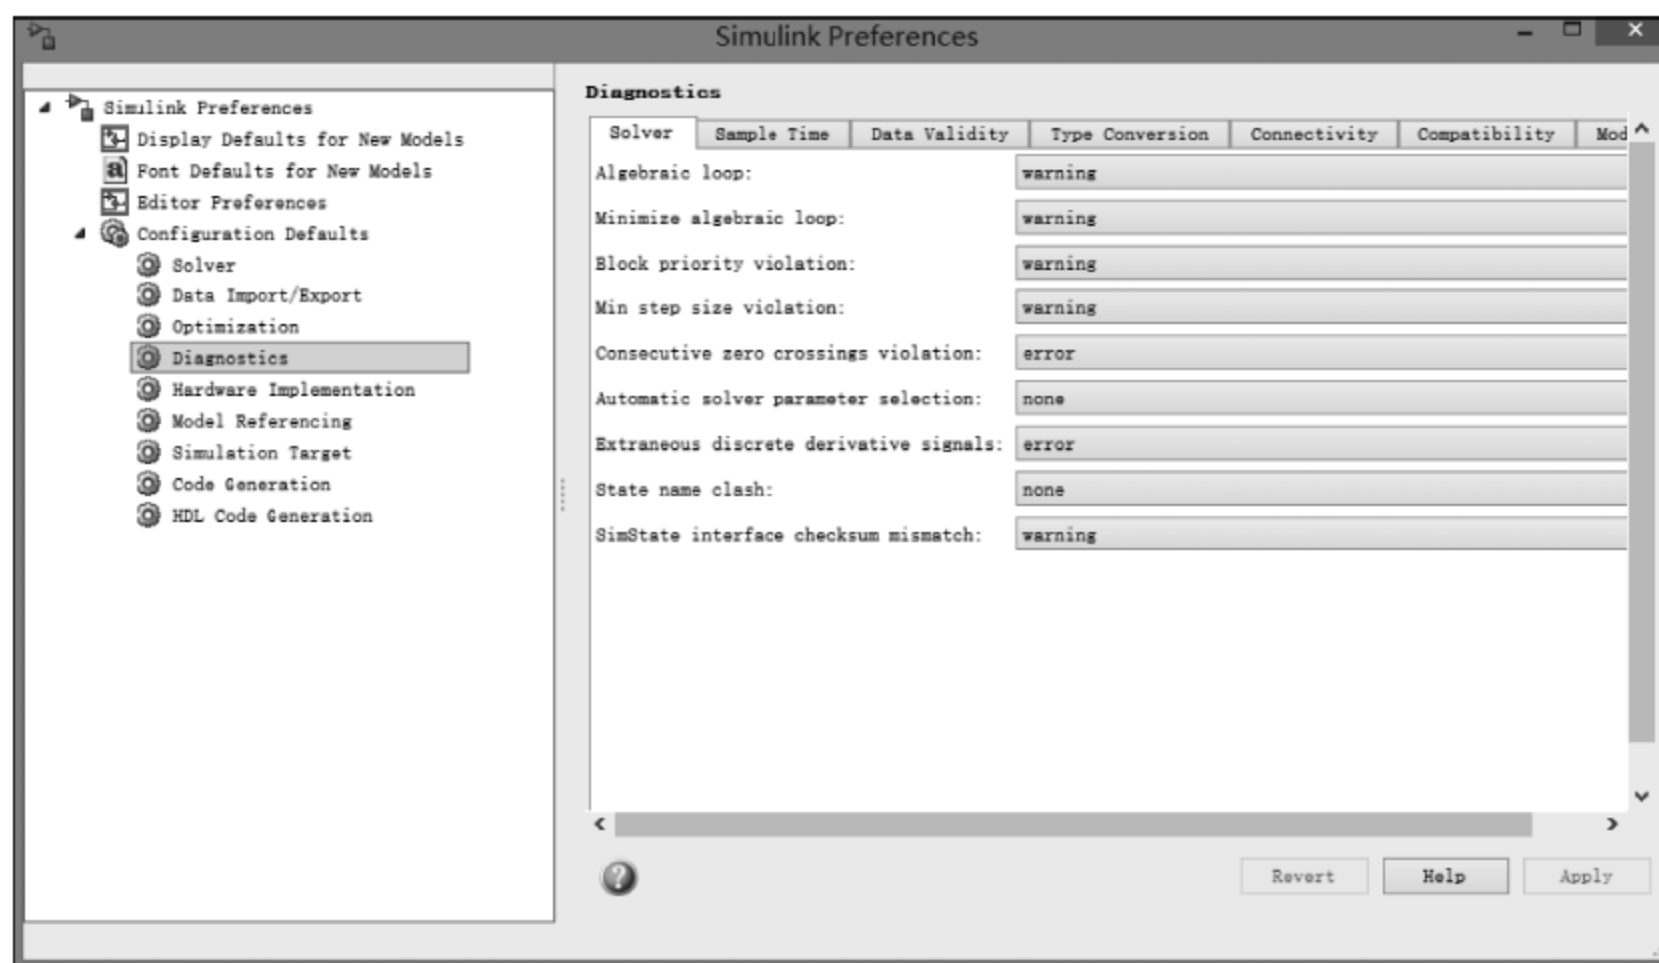 Simulink Preferences
Simulink Preferences
Display Defaults for New Models
Font Defaults for New Models
Editor Preferences
Configuration Defaults
Solver
Data Import/Export
Optimization
Diagnostics
Hardware Implementation
Model Referencing
Simulation Target
Code Generation
HDL Code Generation
Diagnostics
Solver Sample Time Data Validity Type Conversion Connectivity Compatibility Mod
Algebraic loop: warning
Minimize algebraic loop: warning
Block priority violation: warning
Min step size violation: warning
Consecutive zero crossings violation: error
Automatic solver parameter selection: none
Extraneous discrete derivative signals: error
State name clash: none
SimState interface checksum mismatch: warning
? Revert Help Apply